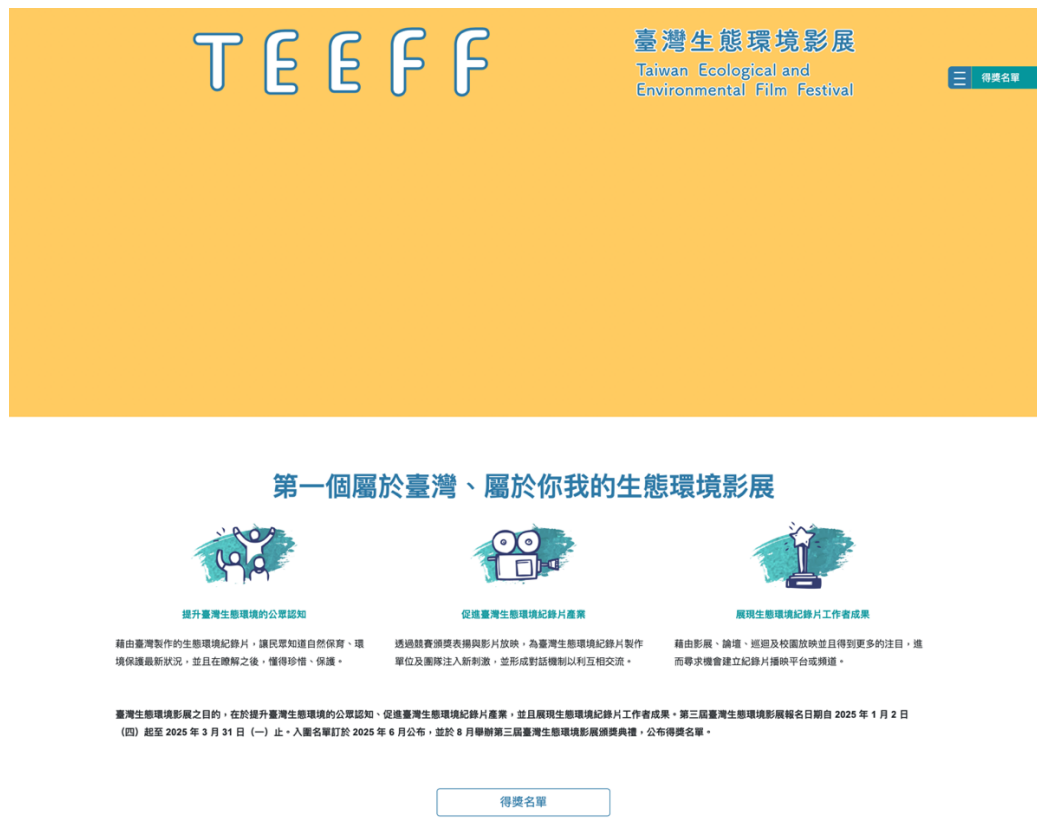 TEEFF
臺灣生態環境影展
Taiwan Ecological and
Environmental Film Festival
得獎名單
第一個屬於臺灣、屬於你我的生態環境影展
提升臺灣生態環境的公眾認知
藉由臺灣製作的生態環境紀錄片，讓民眾知道自然保育、環
境保護最新狀況，並且在瞭解之後，懂得珍惜、保護。
促進臺灣生態環境紀錄片產業
透過競賽頒獎表揚與影片放映，為臺灣生態環境紀錄片製作
單位及團隊注入新刺激，並形成對話機制以利互相交流。
展現生態環境紀錄片工作者成果
藉由影展、論壇、巡迴及校園放映並且得到更多的注目，進
而尋求機會建立紀錄片播映平台或頻道。
臺灣生態環境影展之目的，在於提升臺灣生態環境的公眾認知、促進臺灣生態環境紀錄片產業，並且展現生態環境紀錄片工作者成果。第三屆臺灣生態環境影展報名日期自 2025 年 1 月 2 日
（四）起至 2025 年 3 月 31 日（一）止。入圍名單訂於 2025 年 6 月公布，並於 8 月舉辦第三屆臺灣生態環境影展頒獎典禮，公布得獎名單。
得獎名單